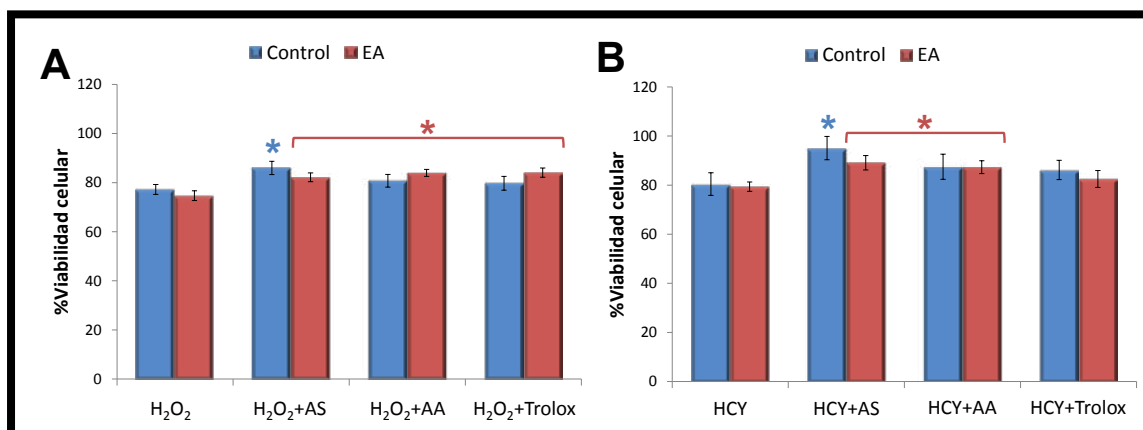 A
Control EA
%Viabilidad celular
120
100
80
60
40
20
0
*
*
H₂O₂ H₂O₂+AS H₂O₂+AA H₂O₂+Trolox
B
Control EA
%Viabilidad celular
120
100
80
60
40
20
0
*
*
HCY HCY+AS HCY+AA HCY+Trolox